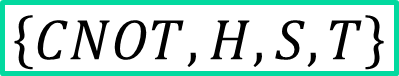 {CNOT, H, S, T}